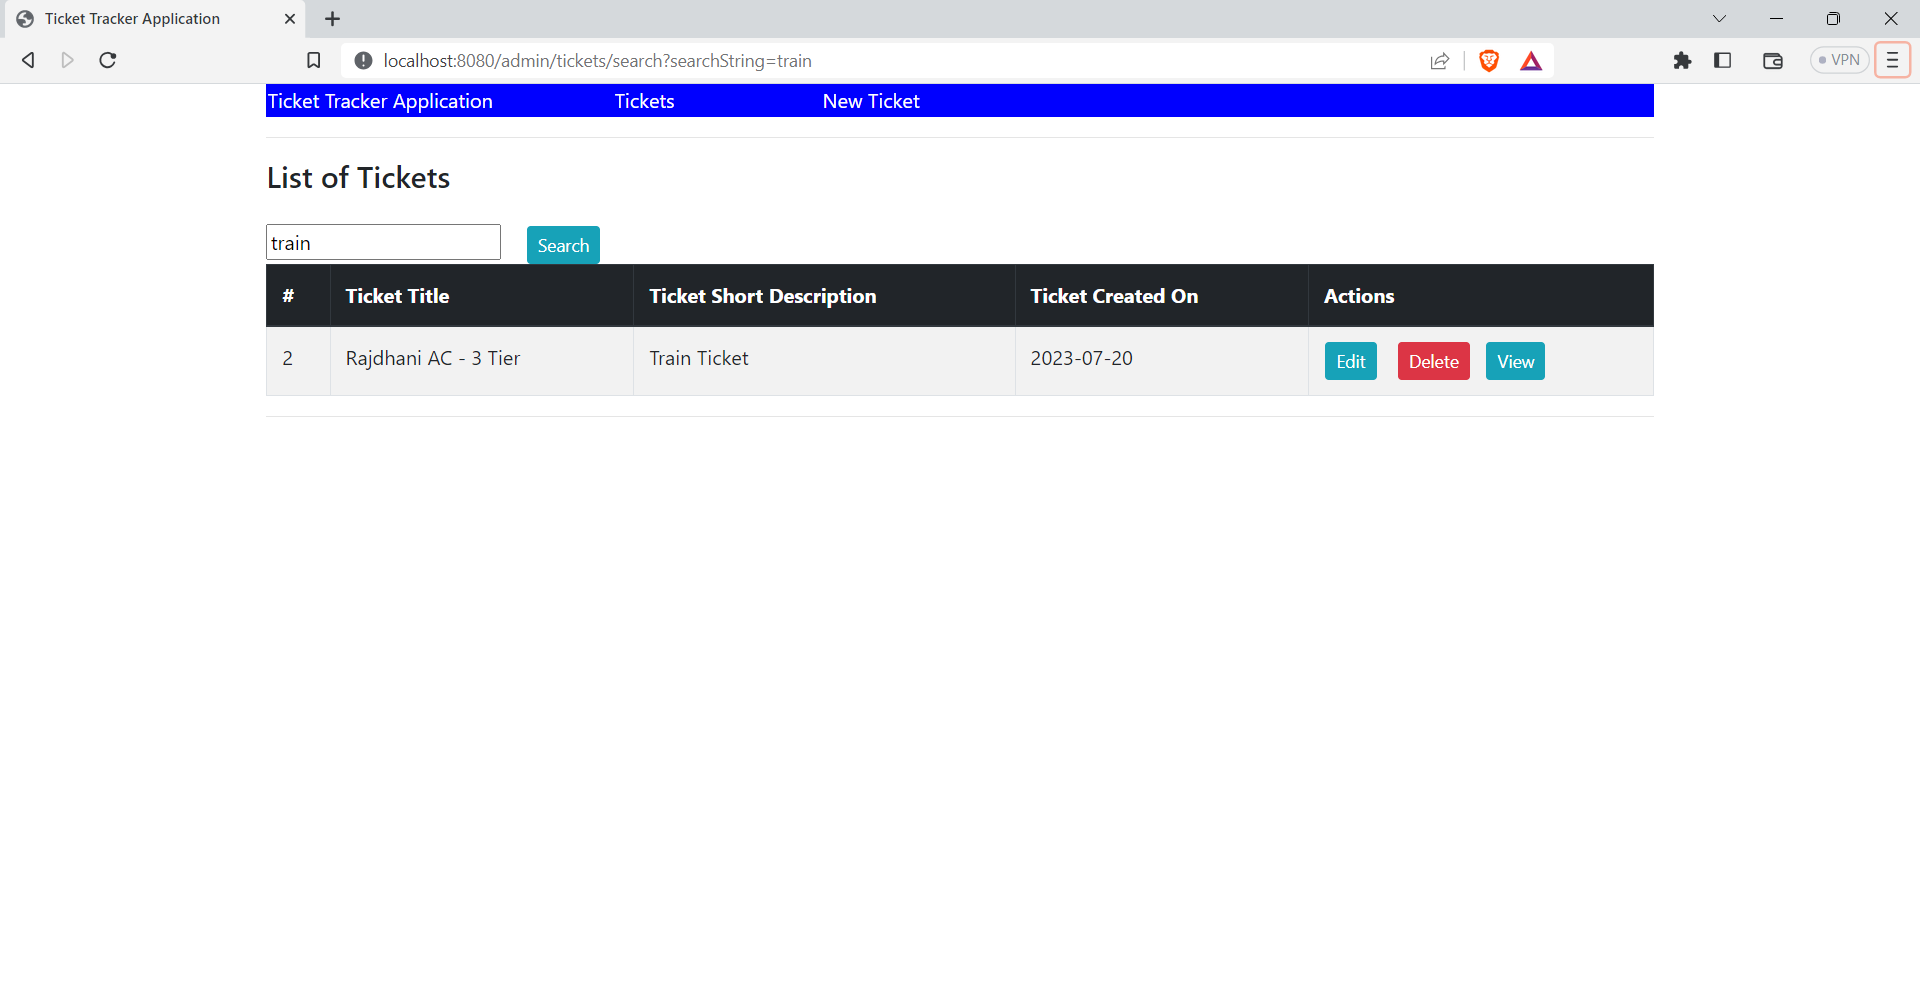 Ticket Tracker Application
localhost:8080/admin/tickets/search?searchString=train
VPN
Ticket Tracker Application Tickets New Ticket
List of Tickets
train Search
# Ticket Title Ticket Short Description Ticket Created On Actions
2 Rajdhani AC - 3 Tier Train Ticket 2023-07-20 Edit Delete View